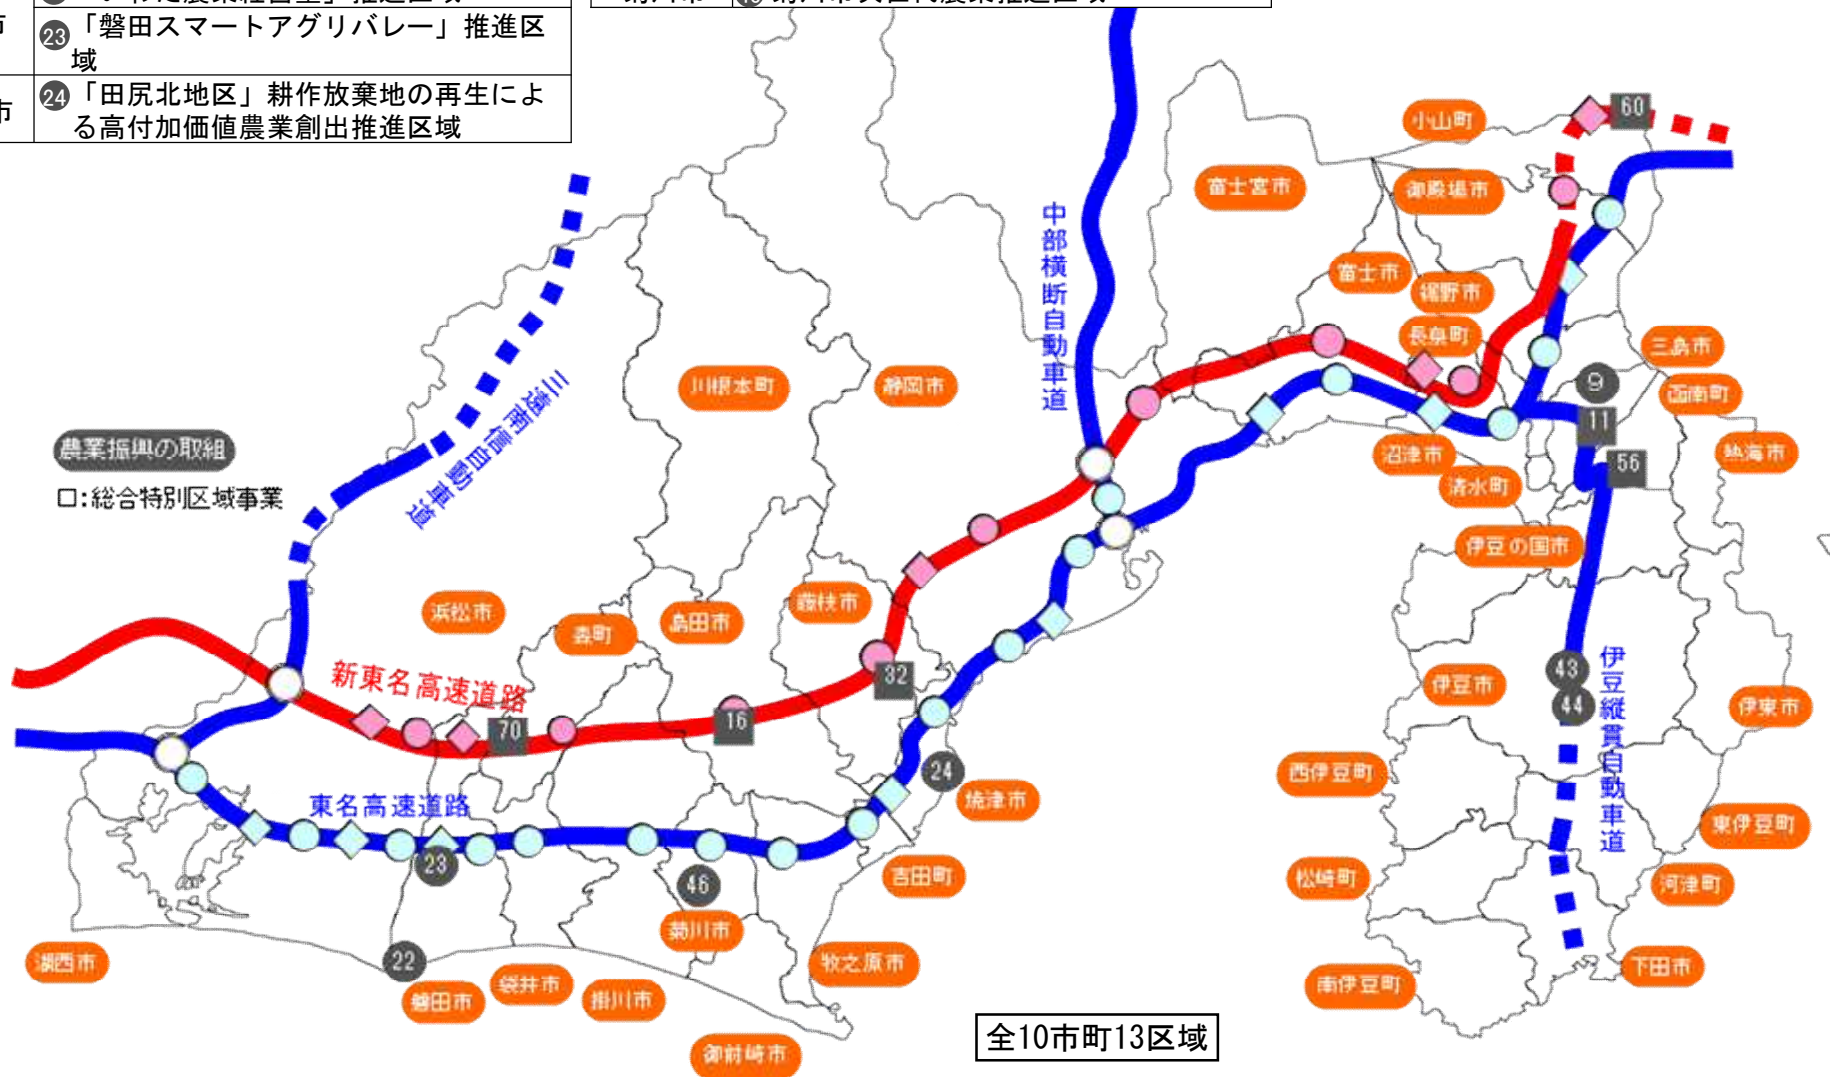 市
㉓「磐田スマートアグリバレー」推進区
域
市
㉔「田尻北地区」耕作放棄地の再生によ
る高付加価値農業創出推進区域
農業振興の取組
□：総合特別区域事業
三遠南信自動車道
中部横断自動車道
新東名高速道路
東名高速道路
伊豆縦貫自動車道
小山町
60
富士宮市
御殿場市
富士市
裾野市
長泉町
三島市
9
函南町
11
川根本町
静岡市
沼津市
熱海市
56
清水町
伊豆の国市
浜松市
森町
島田市
藤枝市
32
43
伊豆市
44
伊東市
70
16
24
西伊豆町
焼津市
東伊豆町
23
46
吉田町
松崎町
河津町
菊川市
湖西市
22
牧之原市
下田市
磐田市
袋井市
掛川市
南伊豆町
御前崎市
全10市町13区域